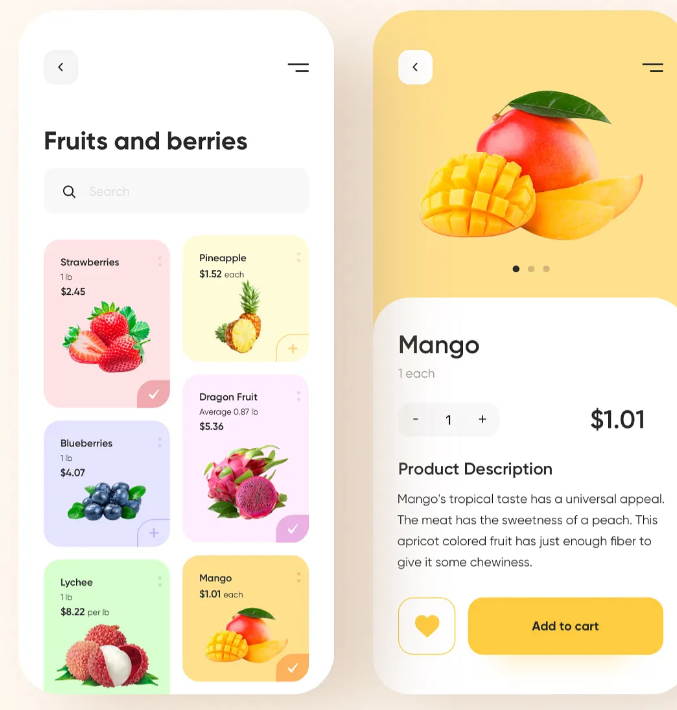 Fruits and berries
Search
Strawberries
1 lb
$2.45
Pineapple
$1.52 each
Dragon Fruit
Average 0.87 lb
$5.36
Blueberries
1 lb
$4.07
Lychee
1 lb
$8.22 per lb
Mango
$1.01 each
Mango
1 each
- 1 +
$1.01
Product Description
Mango's tropical taste has a universal appeal.
The meat has the sweetness of a peach. This
apricot colored fruit has just enough fiber to
give it some chewiness.
Add to cart